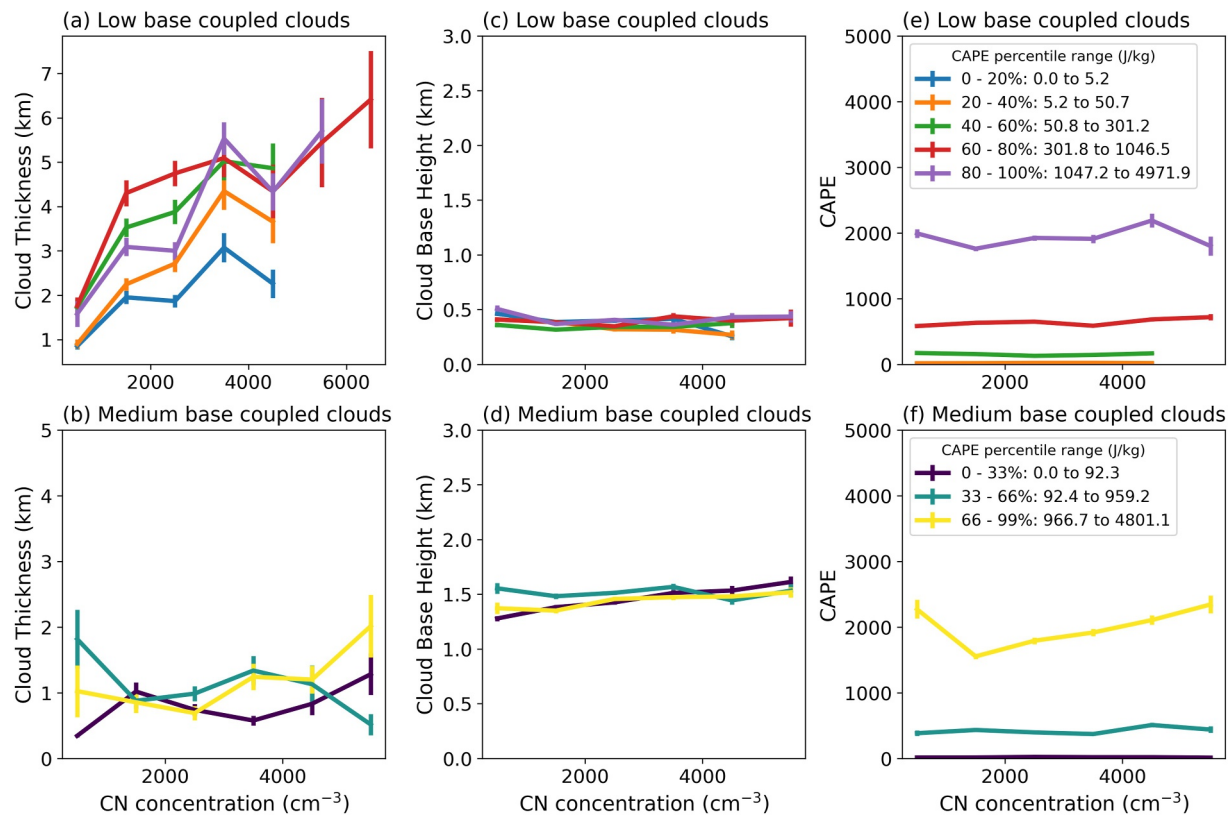 (a) Low base coupled clouds
Cloud Thickness (km)
7
6
5
4
3
2
1
2000 4000 6000
(c) Low base coupled clouds
Cloud Base Height (km)
3.0
2.5
2.0
1.5
1.0
0.5
0.0
2000 4000
(e) Low base coupled clouds
CAPE
5000
4000
3000
2000
1000
0
2000 4000
CAPE percentile range (J/kg)
0 - 20%: 0.0 to 5.2
20 - 40%: 5.2 to 50.7
40 - 60%: 50.8 to 301.2
60 - 80%: 301.8 to 1046.5
80 - 100%: 1047.2 to 4971.9
(b) Medium base coupled clouds
Cloud Thickness (km)
5
4
3
2
1
0
2000 4000
CN concentration (cm⁻³)
(d) Medium base coupled clouds
Cloud Base Height (km)
3.0
2.5
2.0
1.5
1.0
0.5
0.0
2000 4000
CN concentration (cm⁻³)
(f) Medium base coupled clouds
CAPE
5000
4000
3000
2000
1000
0
2000 4000
CN concentration (cm⁻³)
CAPE percentile range (J/kg)
0 - 33%: 0.0 to 92.3
33 - 66%: 92.4 to 959.2
66 - 99%: 966.7 to 4801.1